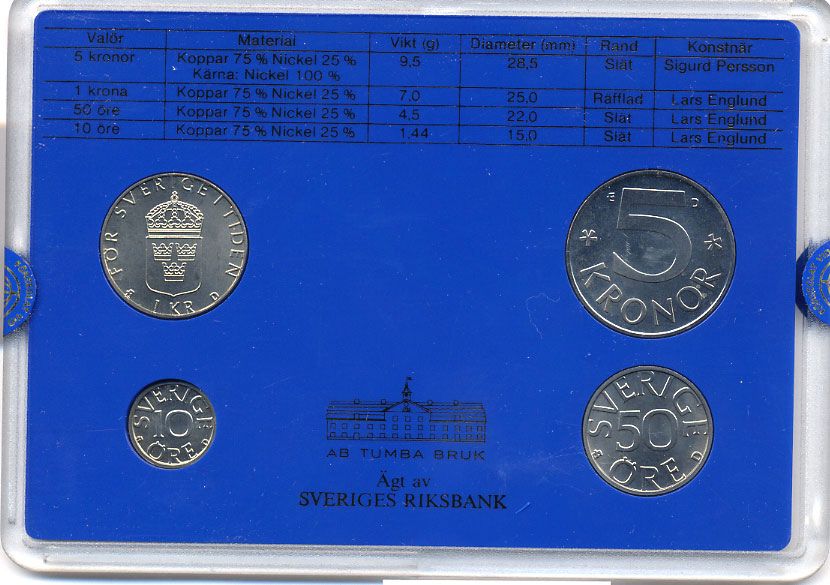 Valör Material Vikt (g) Diameter (mm) Rand Konstnär
5 kronor Koppar 75 % Nickel 25 % 9,5 28,5 Slät Sigurd Persson
Kärna: Nickel 100 %
1 krona Koppar 75 % Nickel 25 % 7,0 25,0 Räfflad Lars Englund
50 öre Koppar 75 % Nickel 25 % 4,5 22,0 Slät Lars Englund
10 öre Koppar 75 % Nickel 25 % 1,44 15,0 Slät Lars Englund
FÖR SVERIGE I TIDEN
1 KR D
E D
5
KRONOR
SVERIGE
10
ÖRE
D
SVERIGE
50
ÖRE
D
AB TUMBA BRUK
Ägt av
SVERIGES RIKSBANK